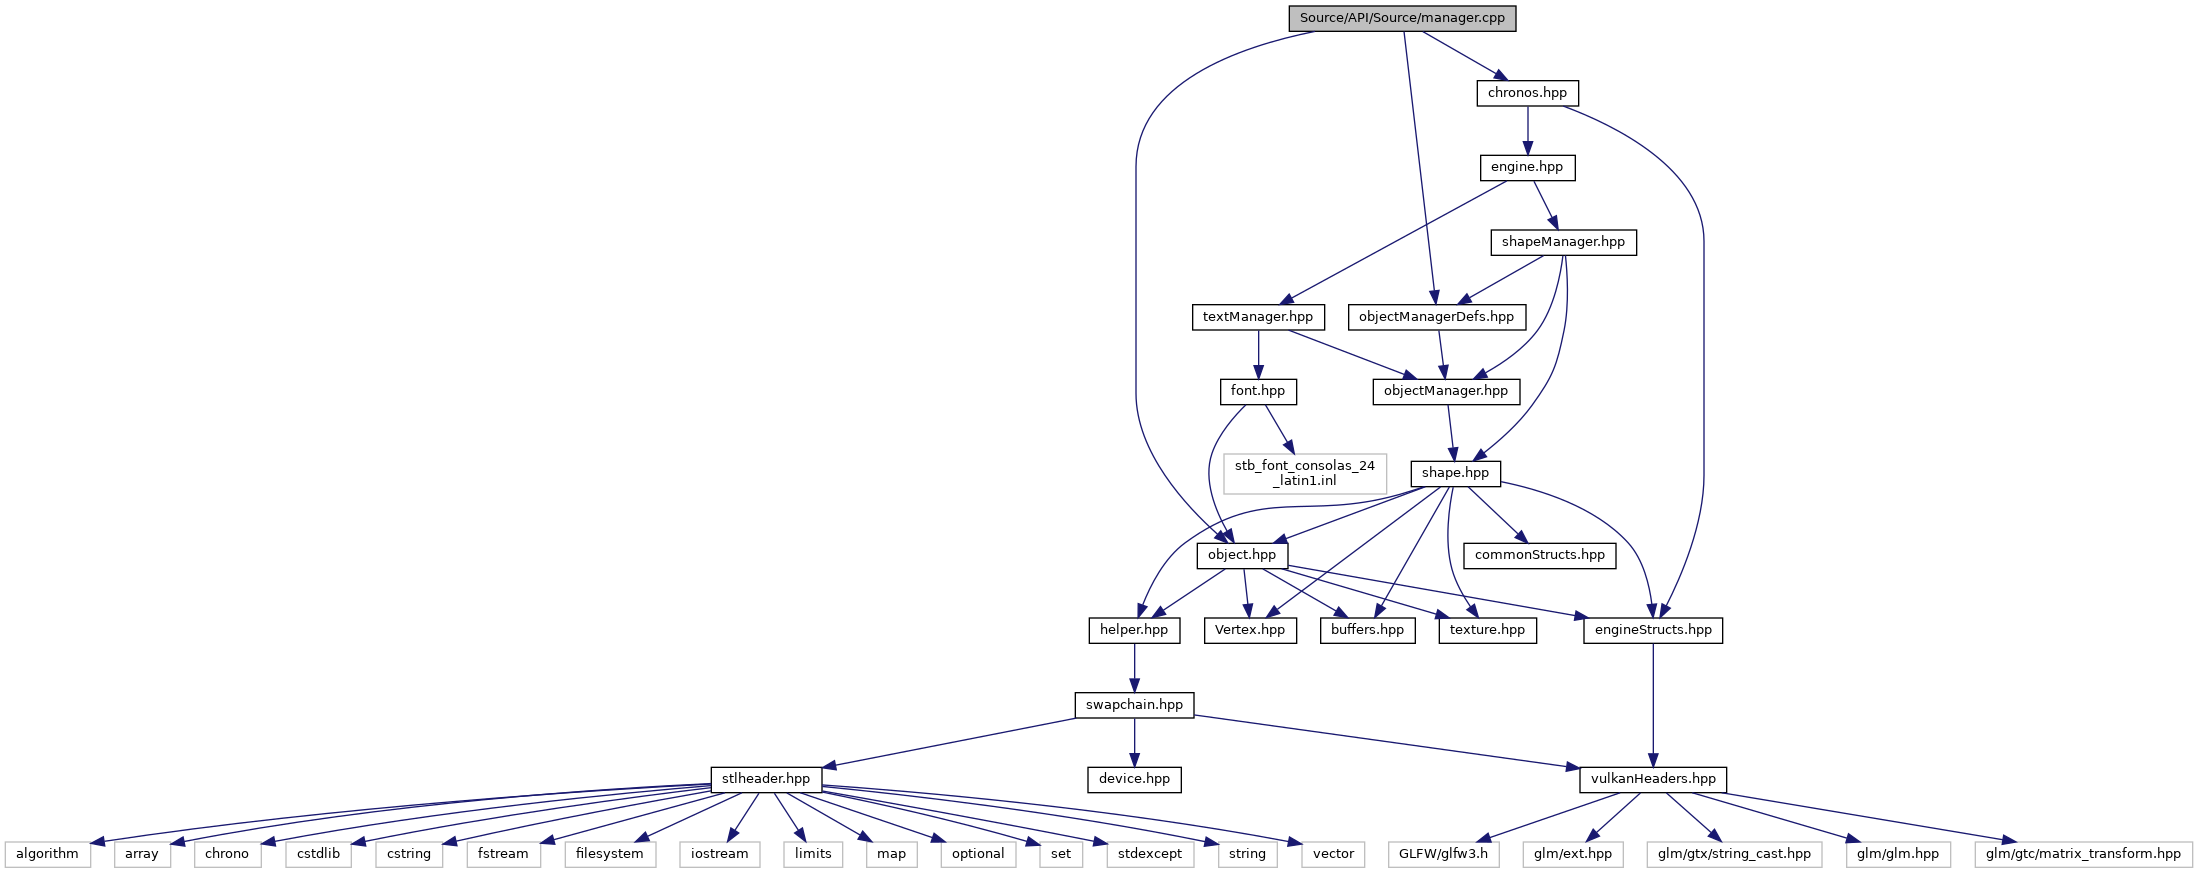 Source/API/Source/manager.cpp
chronos.hpp
engine.hpp
shapeManager.hpp
textManager.hpp
objectManagerDefs.hpp
font.hpp
objectManager.hpp
stb_font_consolas_24
_latin1.inl
shape.hpp
object.hpp
commonStructs.hpp
helper.hpp
Vertex.hpp
buffers.hpp
texture.hpp
engineStructs.hpp
swapchain.hpp
stlheader.hpp
device.hpp
vulkanHeaders.hpp
algorithm
array
chrono
cstdlib
cstring
fstream
filesystem
iostream
limits
map
optional
set
stdexcept
string
vector
GLFW/glfw3.h
glm/ext.hpp
glm/gtx/string_cast.hpp
glm/glm.hpp
glm/gtc/matrix_transform.hpp